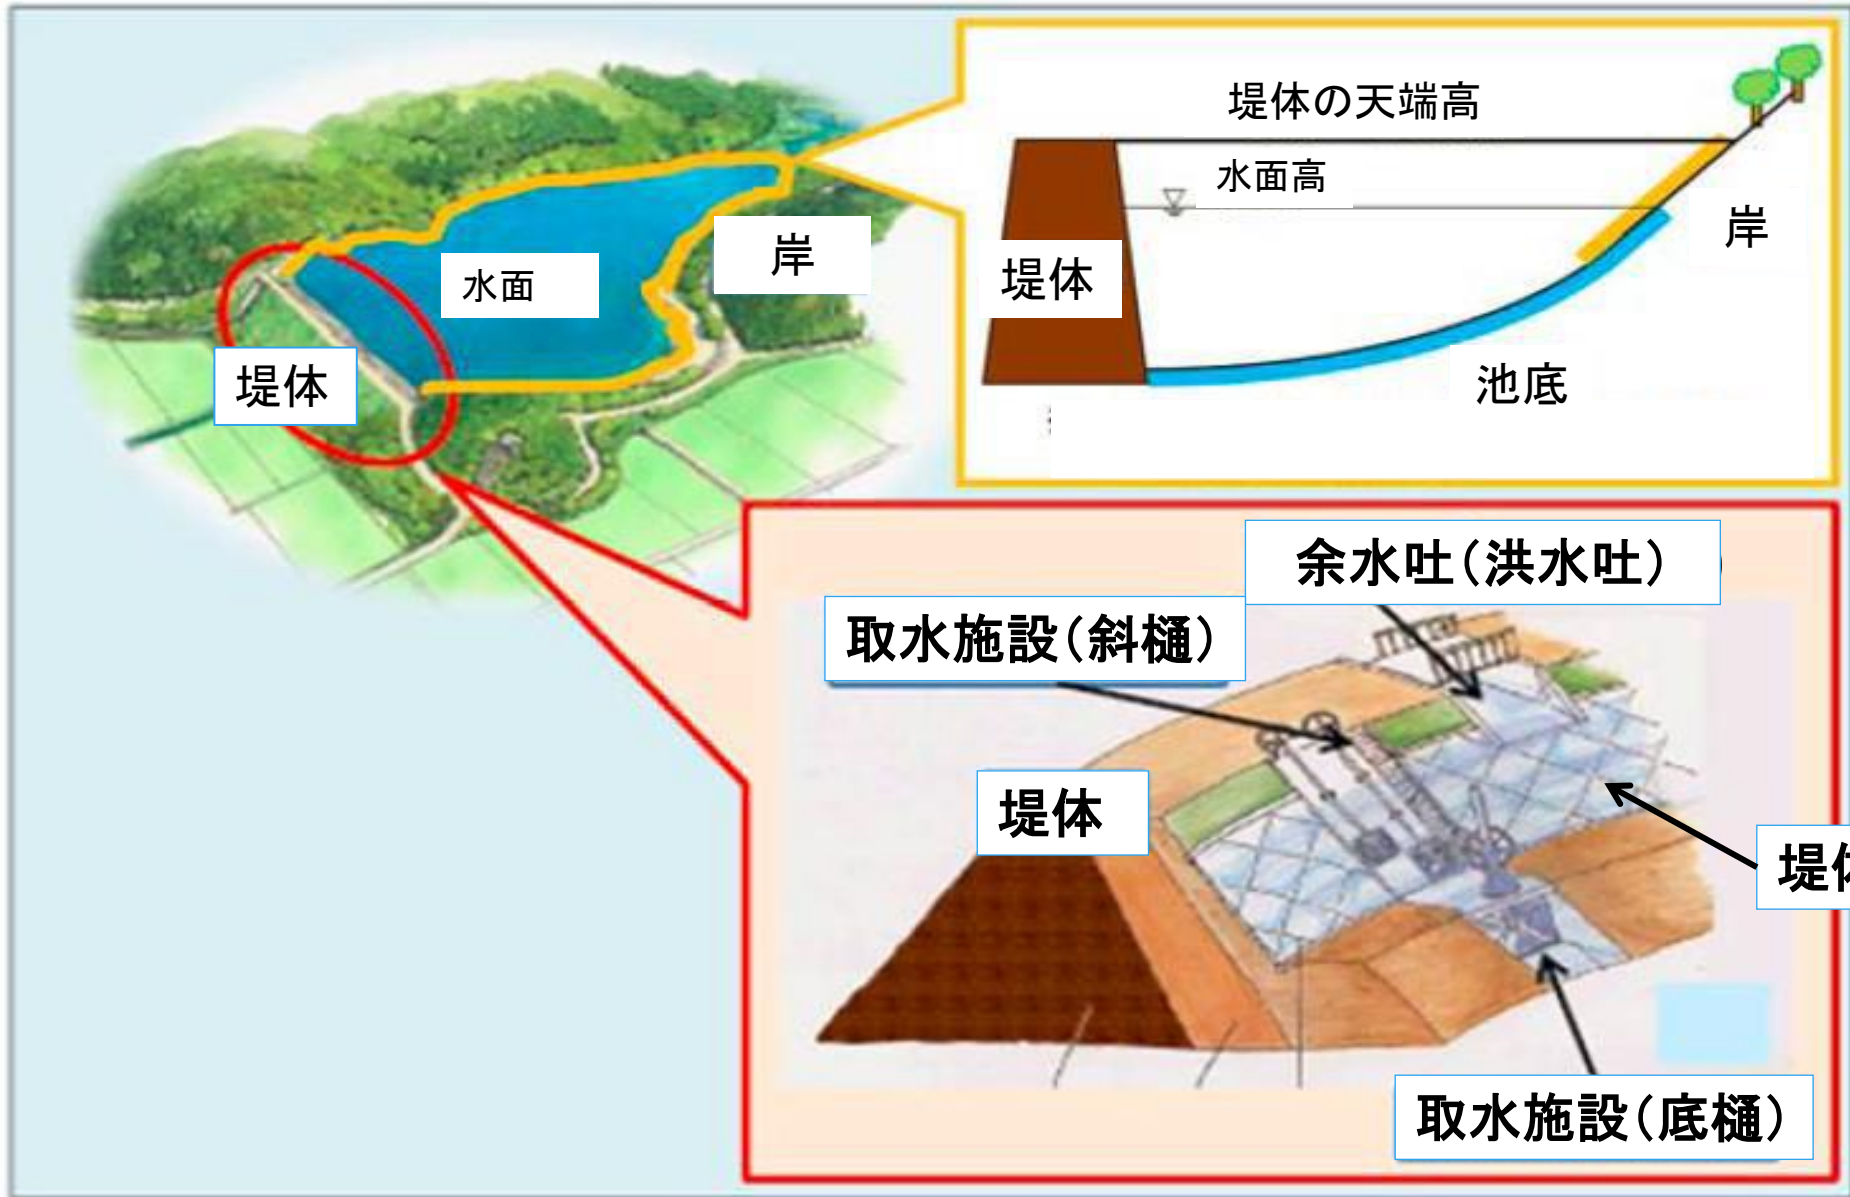 水面
岸
堤体
堤体の天端高
水面高
堤体
岸
池底
余水吐（洪水吐）
取水施設（斜樋）
堤体
堤体
取水施設（底樋）